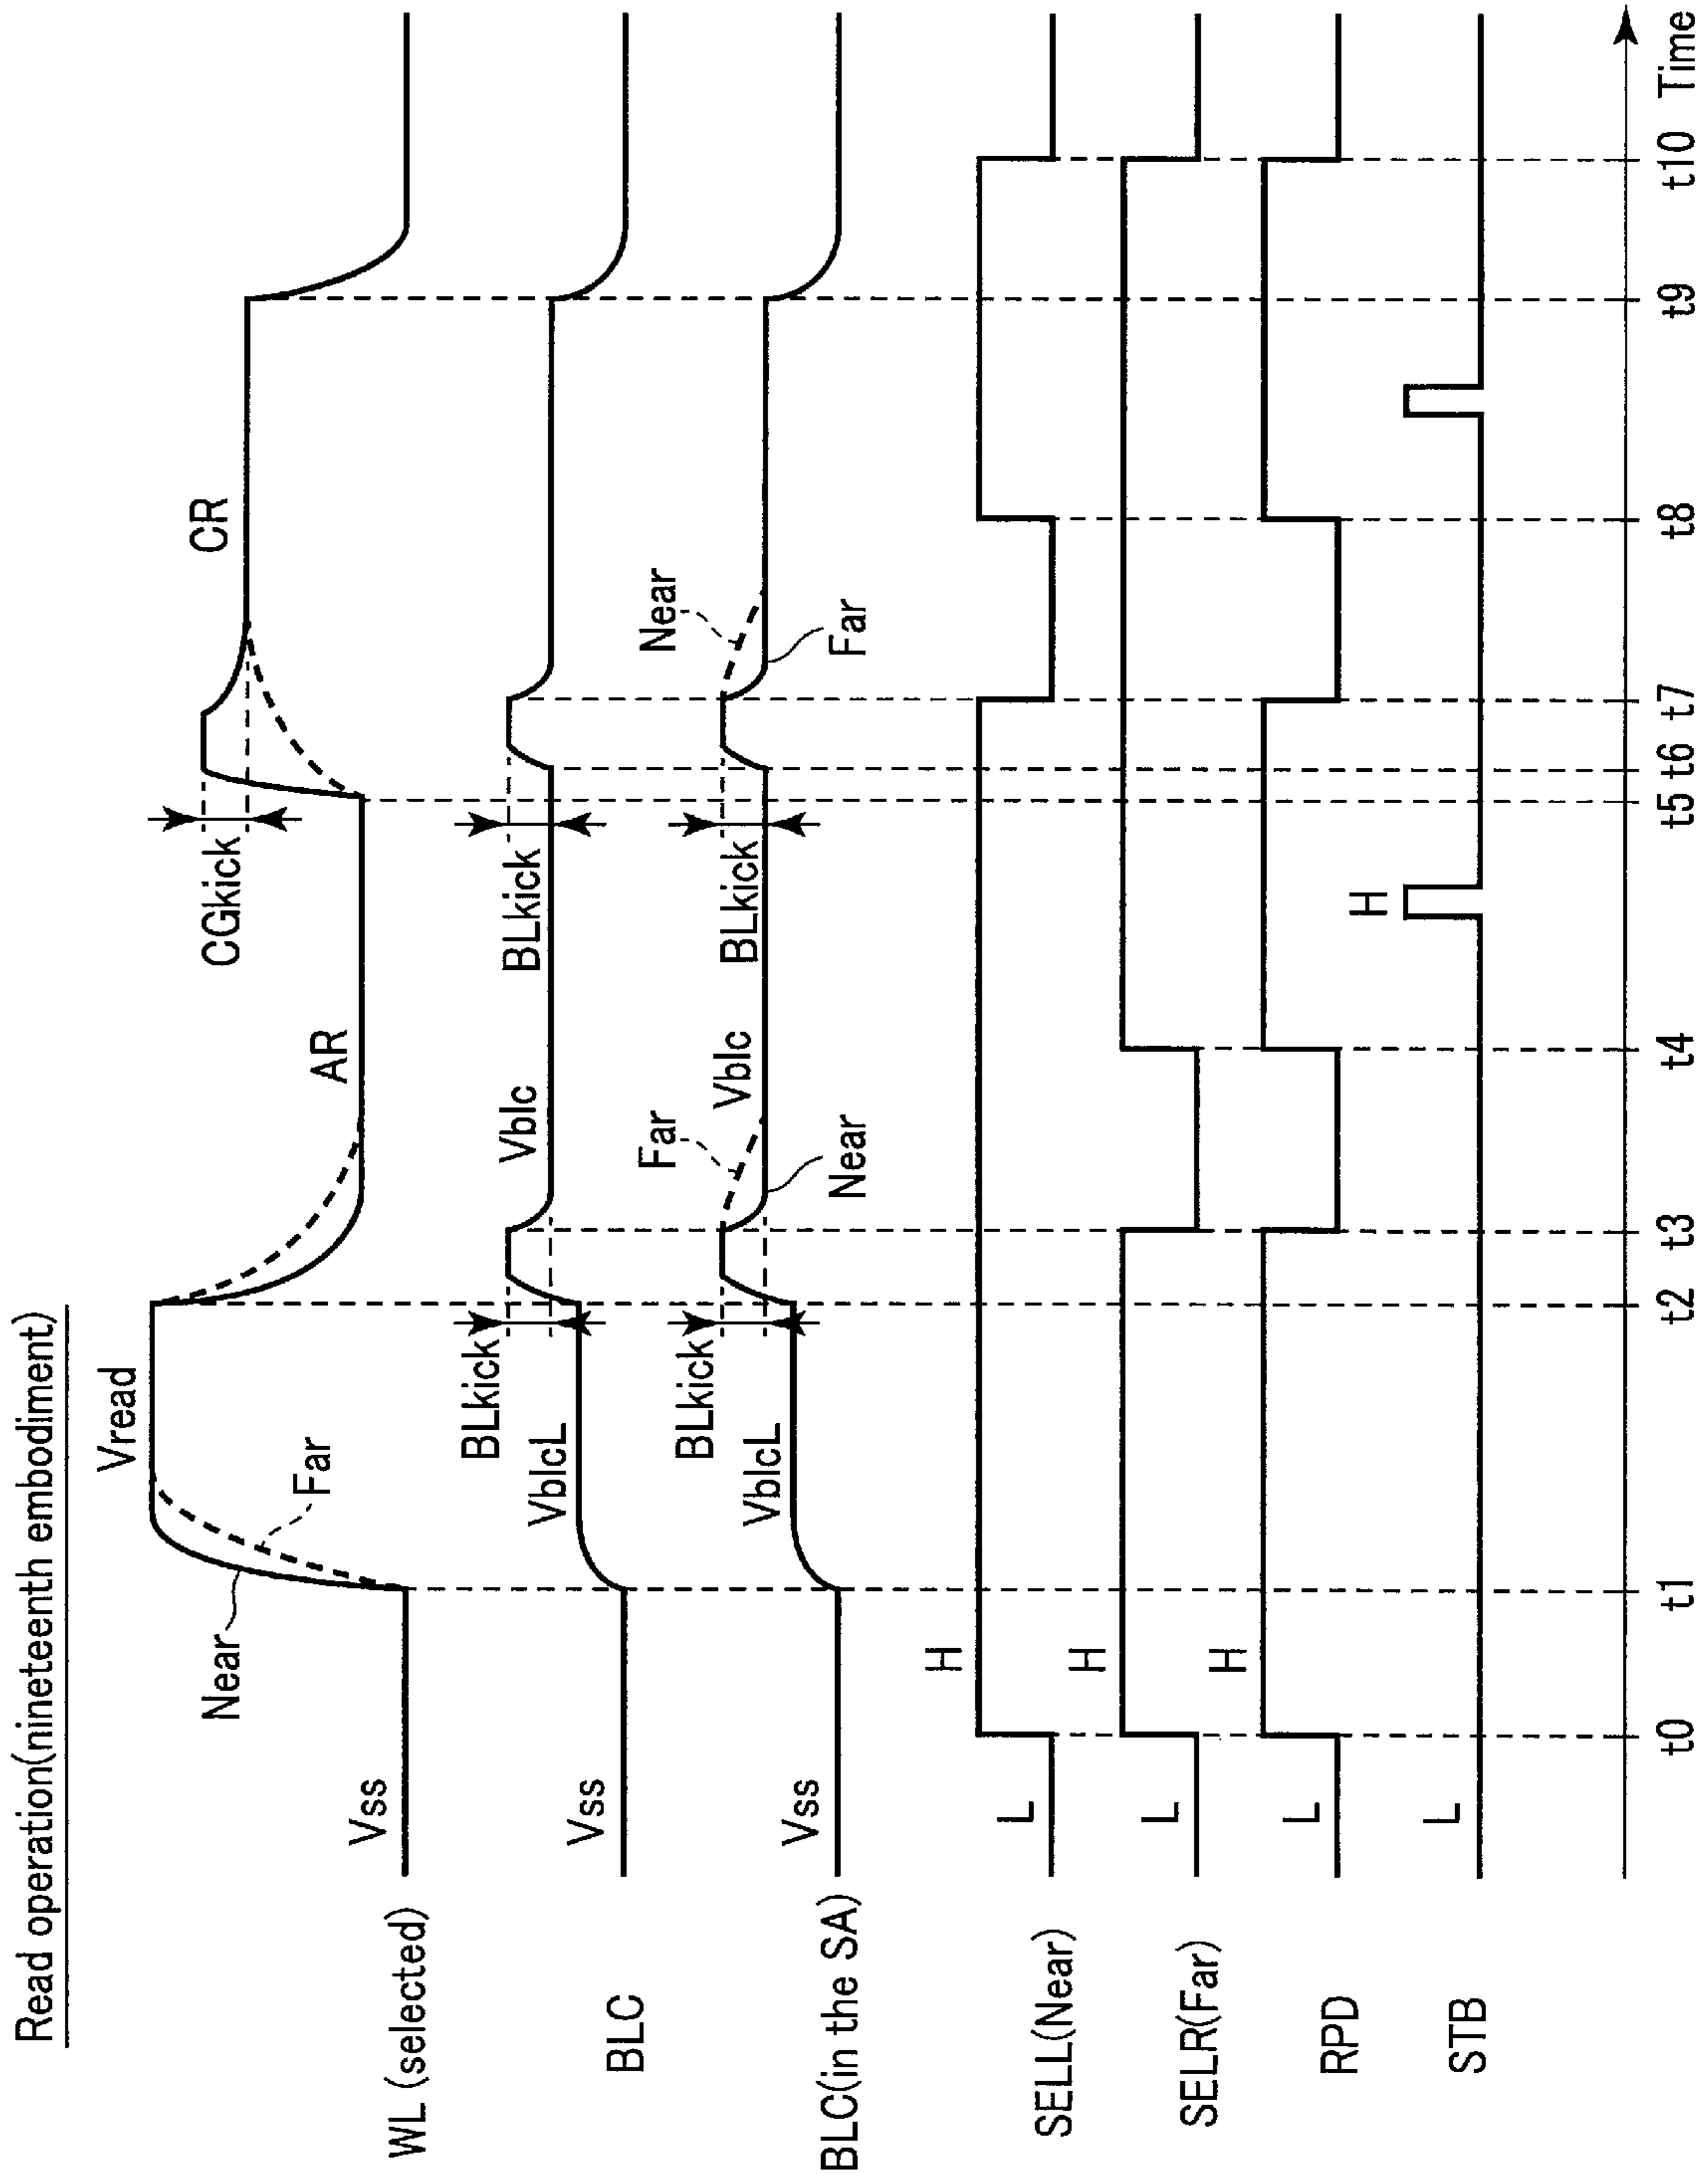 Read operation(nineteenth embodiment)
WL (selected)
Vss
Near
Far
Vread
AR
CGkick
CR
BLC
Vss
VblcL
BLkick
Vblc
BLkick
BLC(in the SA)
Vss
VblcL
BLkick
Near
Far
Vblc
BLkick
Far
Near
SELL(Near)
L
H
SELR(Far)
L
H
RPD
L
H
STB
L
H
t0
t1
t2
t3
t4
t5
t6
t7
t8
t9
t10
Time